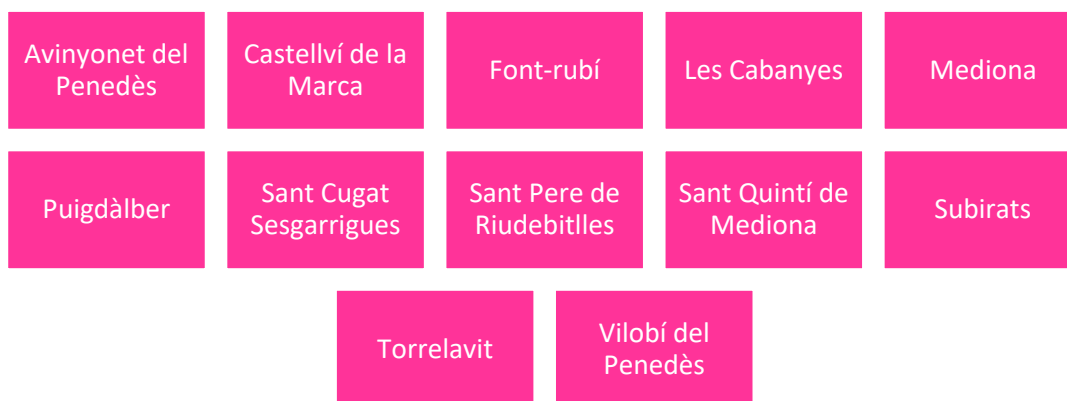 Avinyonet del
Penedès
Castellví de la
Marca
Font-rubí
Les Cabanyes
Mediona
Puigdàlber
Sant Cugat
Sesgarrigues
Sant Pere de
Riudebitlles
Sant Quintí de
Mediona
Subirats
Torrelavit
Vilobí del
Penedès